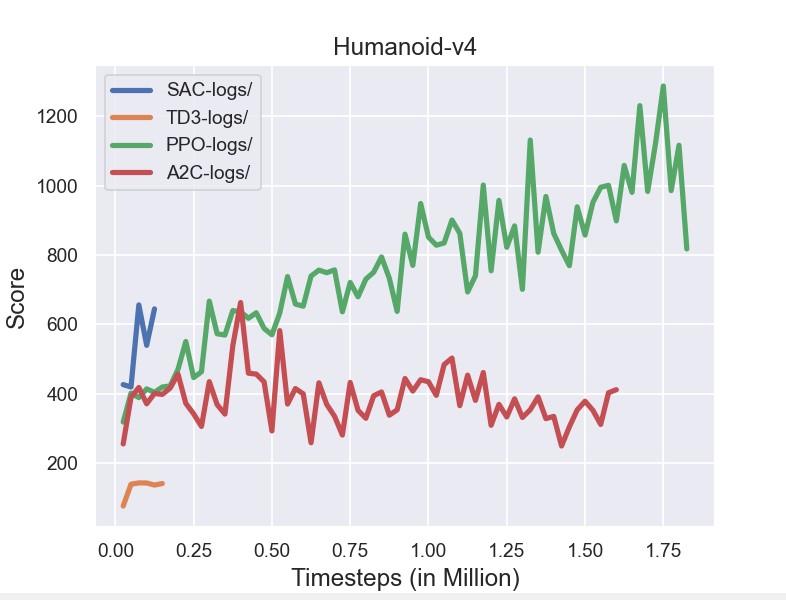 Humanoid-v4
SAC-logs/
TD3-logs/
PPO-logs/
A2C-logs/
1200
1000
800
600
400
200
Score
0.00 0.25 0.50 0.75 1.00 1.25 1.50 1.75
Timesteps (in Million)